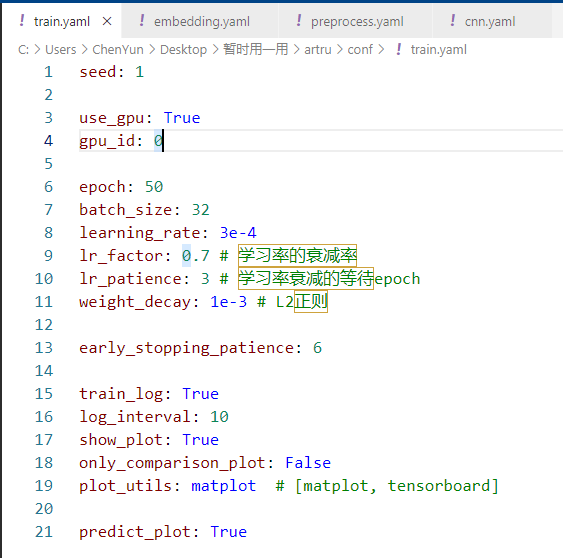 ! train.yaml × ! embedding.yaml ! preprocess.yaml ! cnn.yaml
C: > Users > ChenYun > Desktop > 暂时用一用 > artru > conf > ! train.yaml
1 seed: 1
2
3 use_gpu: True
4 gpu_id: 0
5
6 epoch: 50
7 batch_size: 32
8 learning_rate: 3e-4
9 lr_factor: 0.7 # 学习率的衰减率
10 lr_patience: 3 # 学习率衰减的等待epoch
11 weight_decay: 1e-3 # L2正则
12
13 early_stopping_patience: 6
14
15 train_log: True
16 log_interval: 10
17 show_plot: True
18 only_comparison_plot: False
19 plot_utils: matplot  # [matplot, tensorboard]
20
21 predict_plot: True